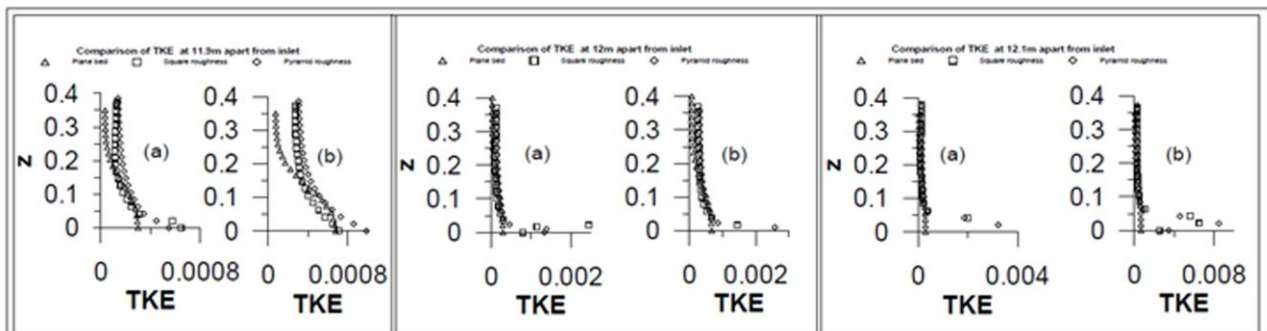 Comparison of TKE at 11.9m apart from inlet
Plane bed Square roughness Pyramid roughness
0.4 0.4
0.3 0.3
0.2 0.2
0.1 0.1
0 0
z
(a) (b)
0 0.0008 0 0.0008
TKE TKE
Comparison of TKE at 12m apart from inlet
Plane bed Square roughness Pyramid roughness
0.4 0.4
0.3 0.3
0.2 0.2
0.1 0.1
0 0
z
(a) (b)
0 0.002 0 0.002
TKE TKE
Comparison of TKE at 12.1m apart from inlet
Plane bed Square roughness Pyramid roughness
0.4 0.4
0.3 0.3
0.2 0.2
0.1 0.1
0 0
z
(a) (b)
0 0.004 0 0.008
TKE TKE